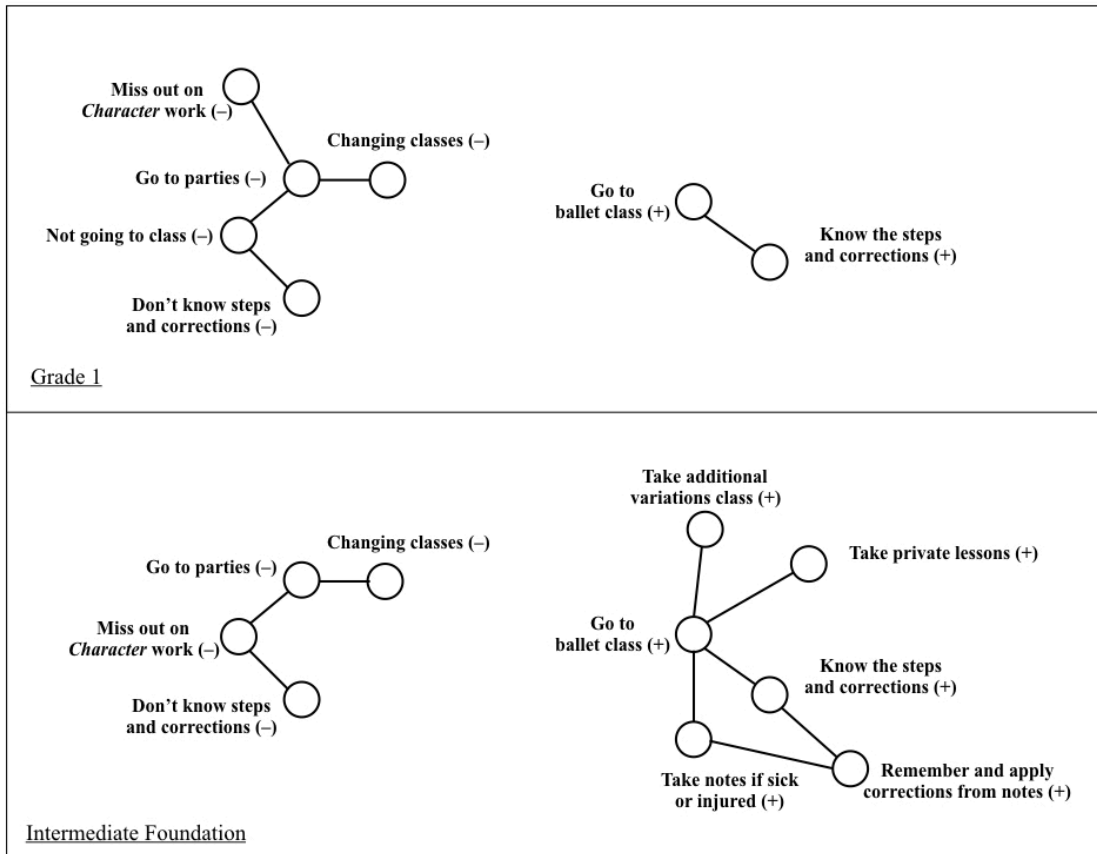 Miss out on
Character work (–)
Changing classes (–)
Go to parties (–)
Not going to class (–)
Don’t know steps
and corrections (–)
Go to
ballet class (+)
Know the steps
and corrections (+)
Grade 1
Changing classes (–)
Go to parties (–)
Miss out on
Character work (–)
Don’t know steps
and corrections (–)
Take additional
variations class (+)
Take private lessons (+)
Go to
ballet class (+)
Know the steps
and corrections (+)
Take notes if sick
or injured (+)
Remember and apply
corrections from notes (+)
Intermediate Foundation